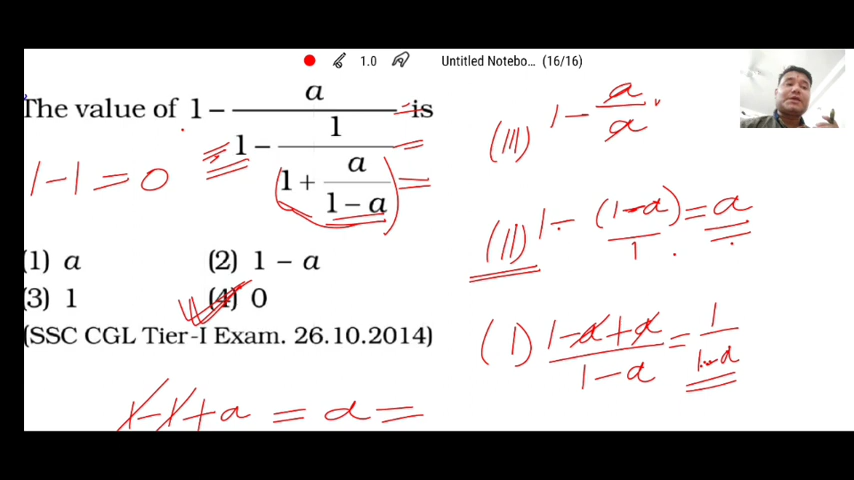 1.0 Untitled Notebo... (16/16)
The value of 1 - a / (1 - 1 / (1 + a / (1 - a))) is
1 - 1 = 0
(1) a (2) 1 - a
(3) 1 (4) 0
(SSC CGL Tier-I Exam. 26.10.2014)
1 - 1 + a = a =
(III) 1 - a/a
(II) 1 - (1-a)/1 = a
(I) (1 - a + a)/(1 - a) = 1/(1-a)